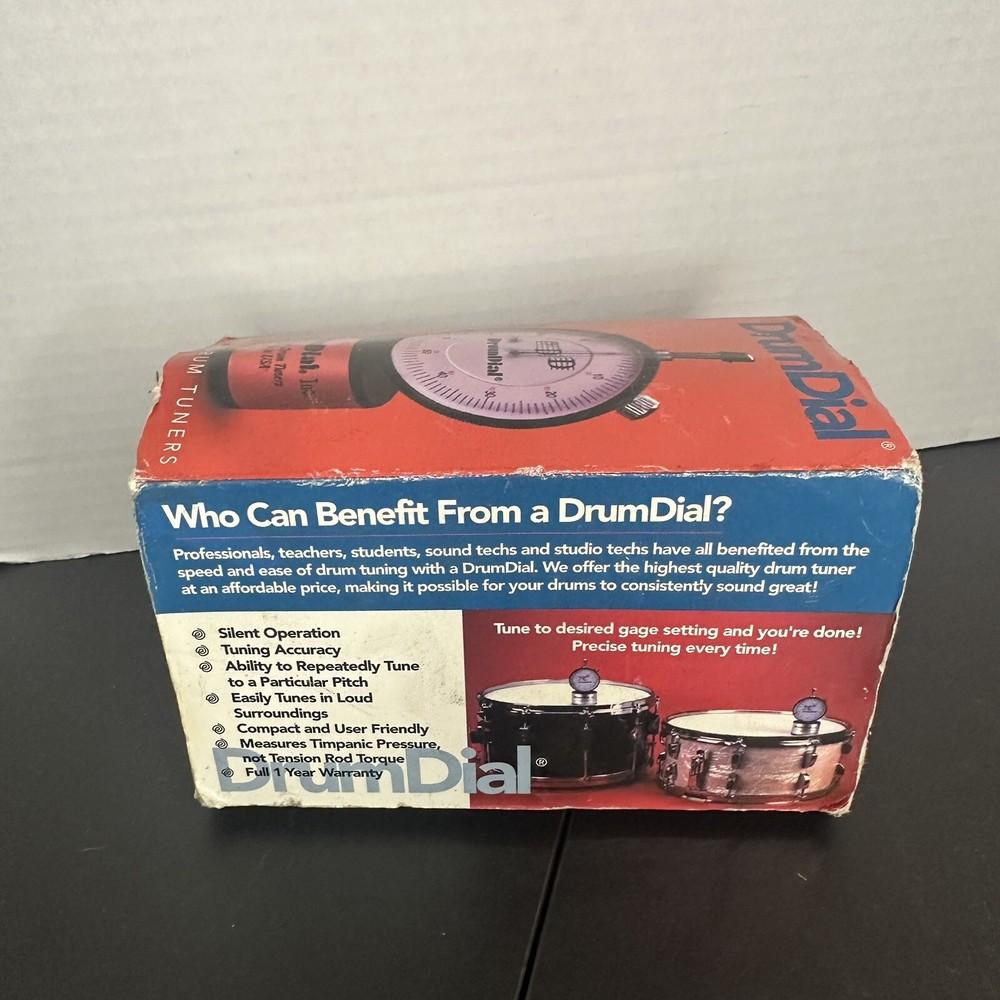 DrumDial®
UM TUNERS
Dial, Inc
Drum Tuner
USA
DrumDial®
Who Can Benefit From a DrumDial?
Professionals, teachers, students, sound techs and studio techs have all benefited from the
speed and ease of drum tuning with a DrumDial. We offer the highest quality drum tuner
at an affordable price, making it possible for your drums to consistently sound great!
Silent Operation
Tuning Accuracy
Ability to Repeatedly Tune
to a Particular Pitch
Easily Tunes in Loud
Surroundings
Compact and User Friendly
Measures Timpanic Pressure,
not Tension Rod Torque
Full 1 Year Warranty
DrumDial®
Tune to desired gage setting and you're done!
Precise tuning every time!